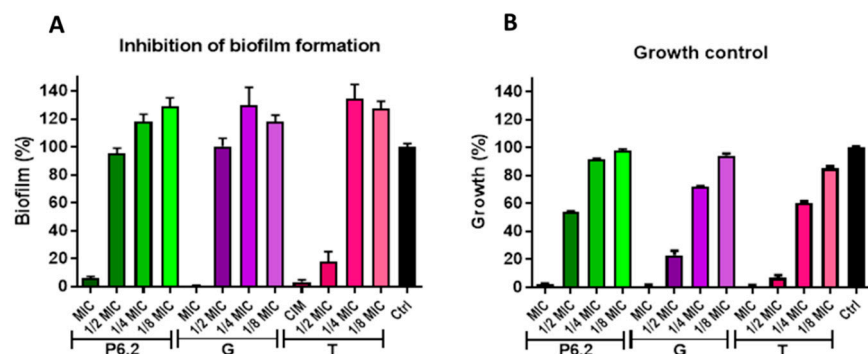 A
Inhibition of biofilm formation
Biofilm (%)
140
120
100
80
60
40
20
0
MIC
1/2 MIC
1/4 MIC
1/8 MIC
MIC
1/2 MIC
1/4 MIC
1/8 MIC
CIM
1/2 MIC
1/4 MIC
1/8 MIC
Ctrl
P6.2
G
T
B
Growth control
Growth (%)
140
120
100
80
60
40
20
0
MIC
1/2 MIC
1/4 MIC
1/8 MIC
MIC
1/2 MIC
1/4 MIC
1/8 MIC
MIC
1/2 MIC
1/4 MIC
1/8 MIC
Ctrl
P6.2
G
T